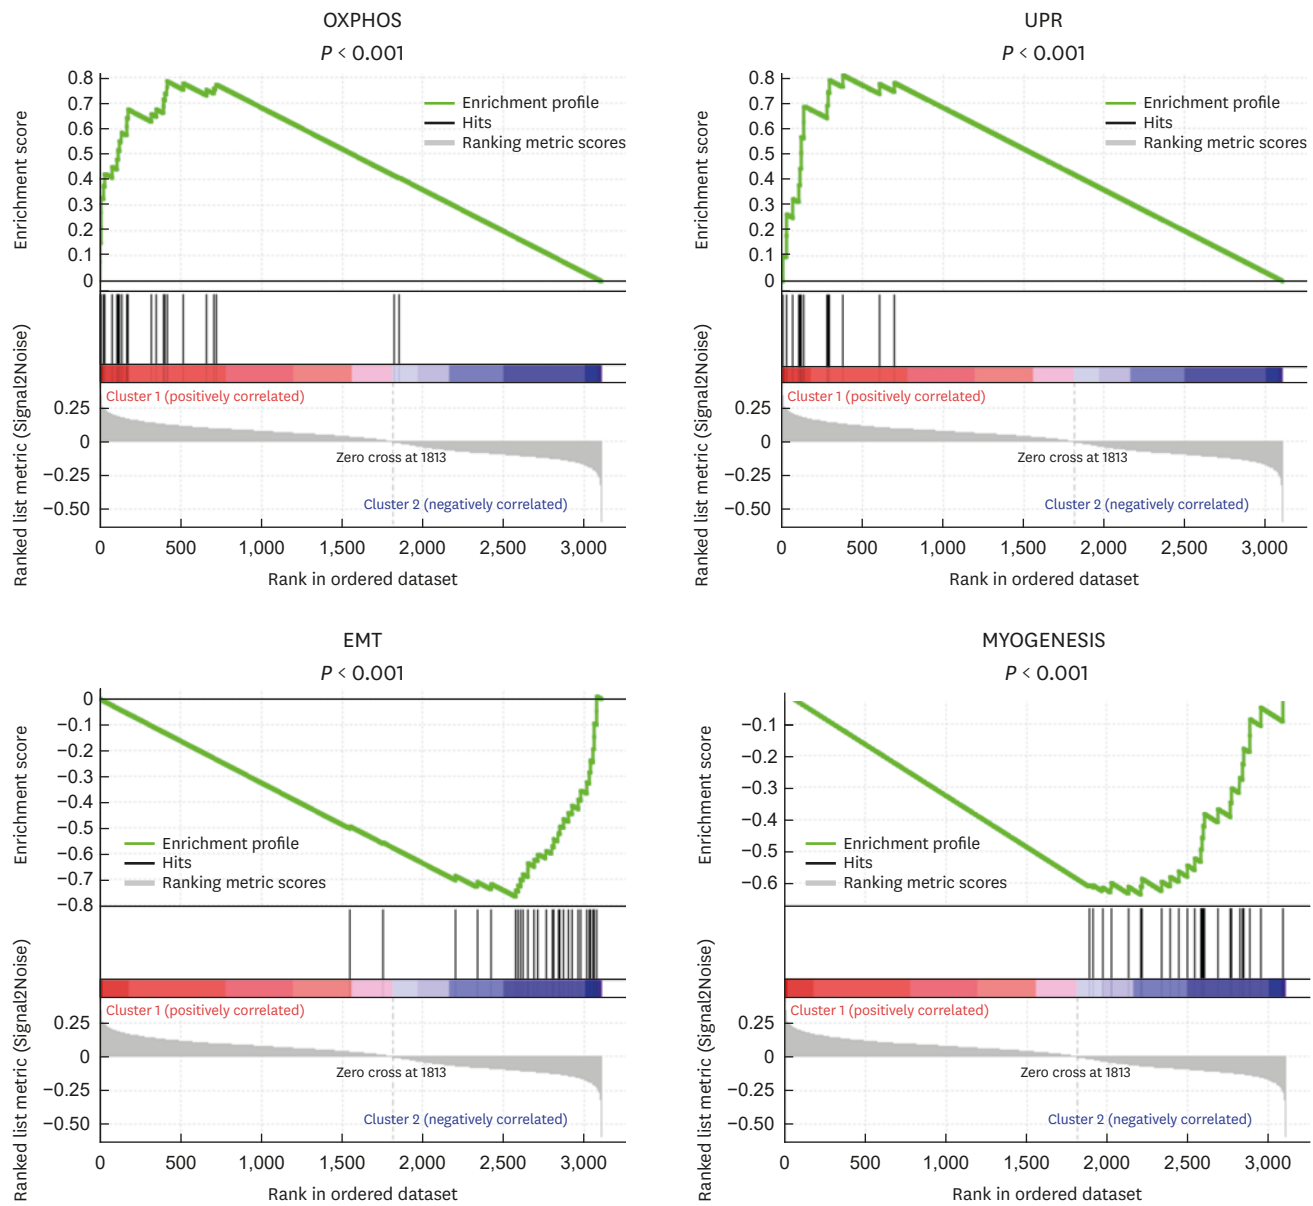 OXPHOS
P < 0.001
Enrichment score
0.8
0.7
0.6
0.5
0.4
0.3
0.2
0.1
0
Enrichment profile
Hits
Ranking metric scores
Ranked list metric (Signal2Noise)
Cluster 1 (positively correlated)
0.25
0
−0.25
−0.50
Zero cross at 1813
Cluster 2 (negatively correlated)
0 500 1,000 1,500 2,000 2,500 3,000
Rank in ordered dataset
UPR
P < 0.001
Enrichment score
0.8
0.7
0.6
0.5
0.4
0.3
0.2
0.1
0
Enrichment profile
Hits
Ranking metric scores
Ranked list metric (Signal2Noise)
Cluster 1 (positively correlated)
0.25
0
−0.25
−0.50
Zero cross at 1813
Cluster 2 (negatively correlated)
0 500 1,000 1,500 2,000 2,500 3,000
Rank in ordered dataset
EMT
P < 0.001
Enrichment score
0
−0.1
−0.2
−0.3
−0.4
−0.5
−0.6
−0.7
−0.8
Enrichment profile
Hits
Ranking metric scores
Ranked list metric (Signal2Noise)
Cluster 1 (positively correlated)
0.25
0
−0.25
−0.50
Zero cross at 1813
Cluster 2 (negatively correlated)
0 500 1,000 1,500 2,000 2,500 3,000
Rank in ordered dataset
MYOGENESIS
P < 0.001
Enrichment score
−0.1
−0.2
−0.3
−0.4
−0.5
−0.6
Enrichment profile
Hits
Ranking metric scores
Ranked list metric (Signal2Noise)
Cluster 1 (positively correlated)
0.25
0
−0.25
−0.50
Zero cross at 1813
Cluster 2 (negatively correlated)
0 500 1,000 1,500 2,000 2,500 3,000
Rank in ordered dataset